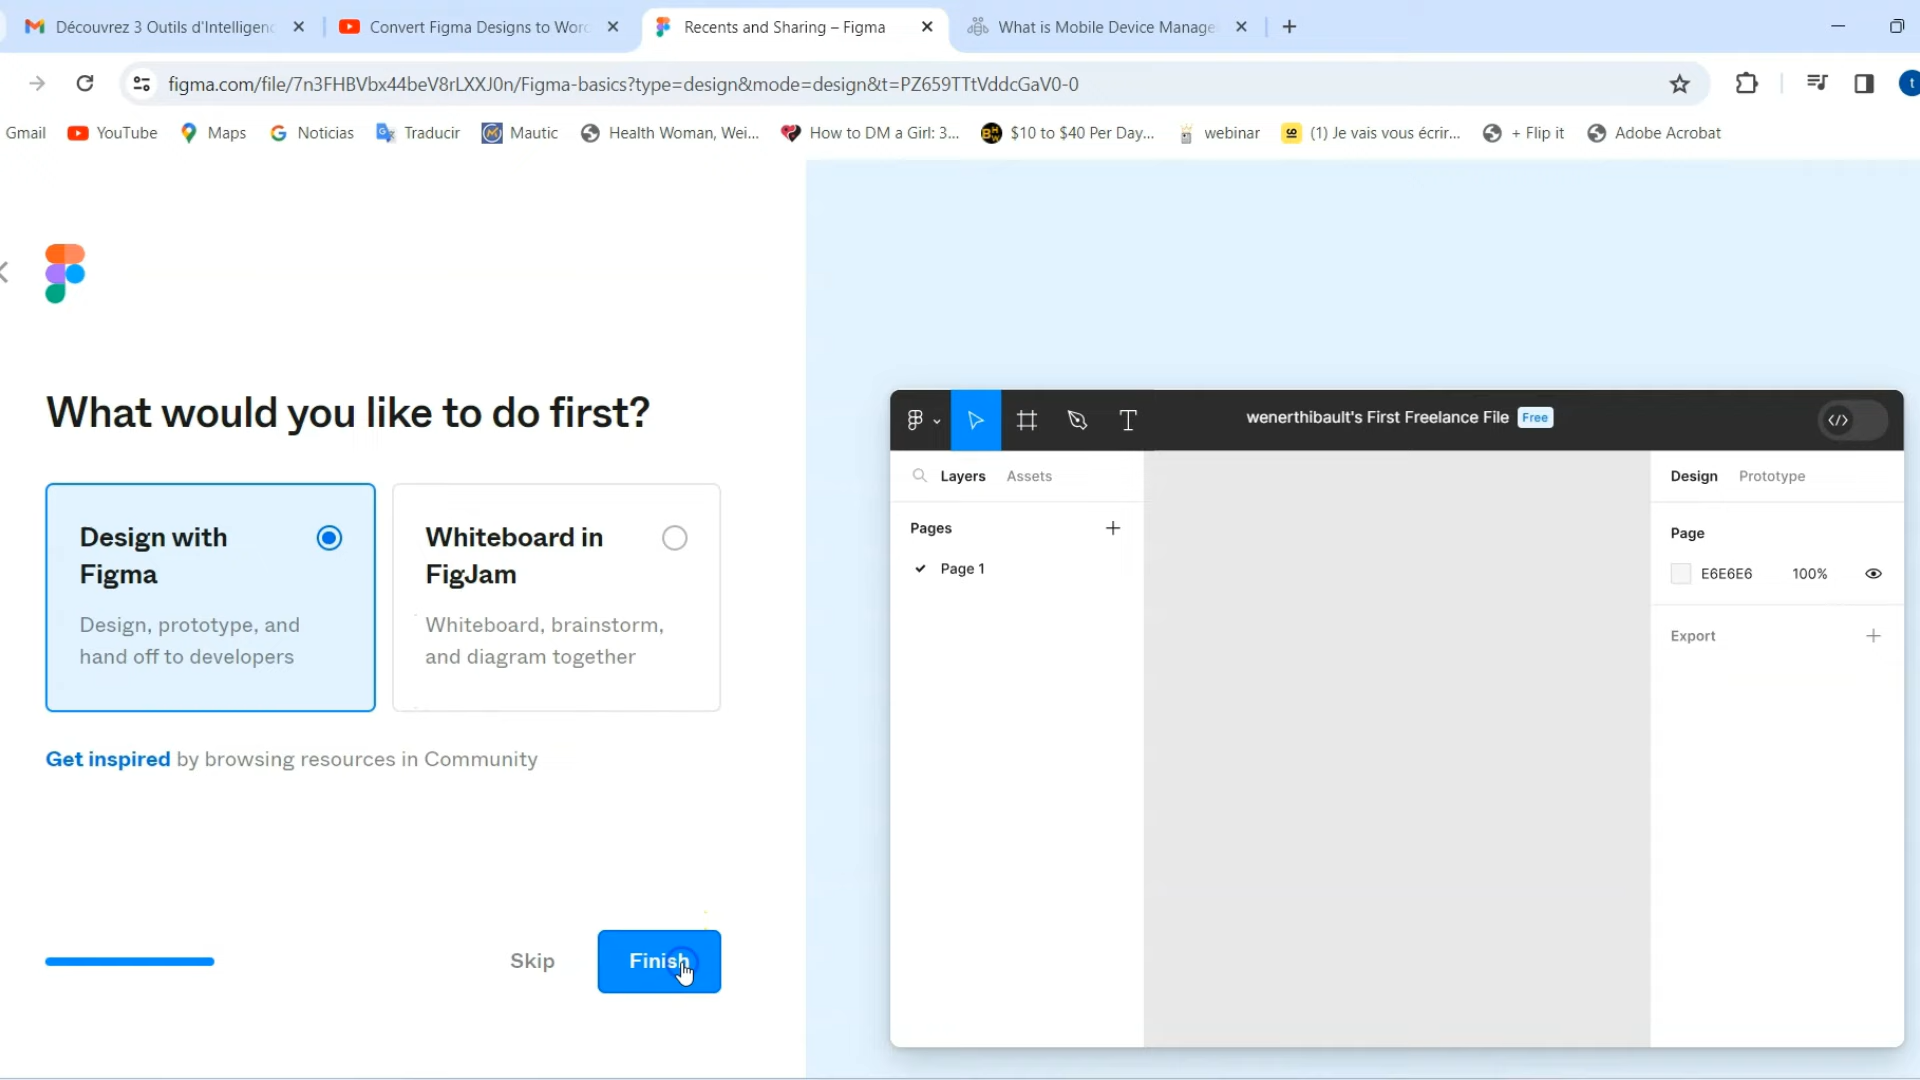 Découvrez 3 Outils d'Intelligenc
Convert Figma Designs to Worc
Recents and Sharing – Figma
What is Mobile Device Manage
figma.com/file/7n3FHBVbx44beV8rLXXJ0n/Figma-basics?type=design&mode=design&t=PZ659TTtVddcGaV0-0
t
Gmail
YouTube
Maps
Noticias
Traducir
Mautic
Health Woman, Wei...
How to DM a Girl: 3...
$10 to $40 Per Day...
webinar
(1) Je vais vous écrir...
+ Flip it
Adobe Acrobat
What would you like to do first?
Design with
Figma
Design, prototype, and
hand off to developers
Whiteboard in
FigJam
Whiteboard, brainstorm,
and diagram together
Get inspired by browsing resources in Community
Skip
Finish
wenerthibault's First Freelance File
Free
Layers
Assets
Pages
Page 1
Design
Prototype
Page
E6E6E6
100%
Export